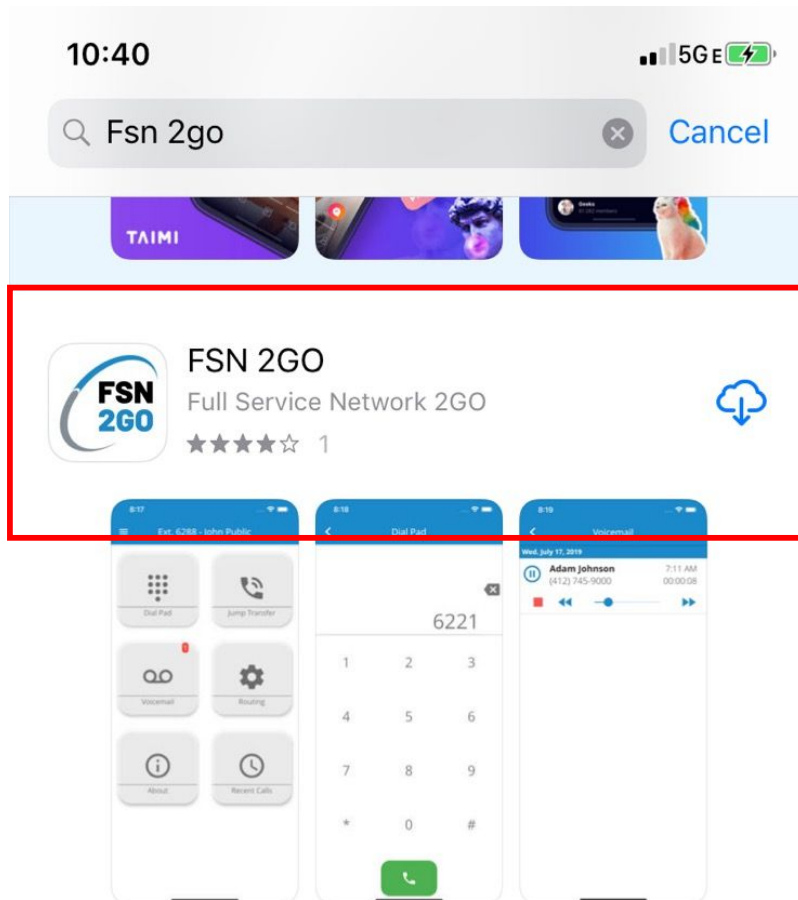 10:40
5G E
Fsn 2go
Cancel
TAIMI
Geeks
FSN
2GO
FSN 2GO
Full Service Network 2GO
1
8:17
Ext. 6288 - John Public
Dial Pad
Jump Transfer
1
Voicemail
Routing
About
Recent Calls
8:18
Dial Pad
6221
1 2 3
4 5 6
7 8 9
* 0 #
8:19
Voicemail
Wed. July 17, 2019
Adam Johnson 7:11 AM
(412) 745-9000 00:00:08